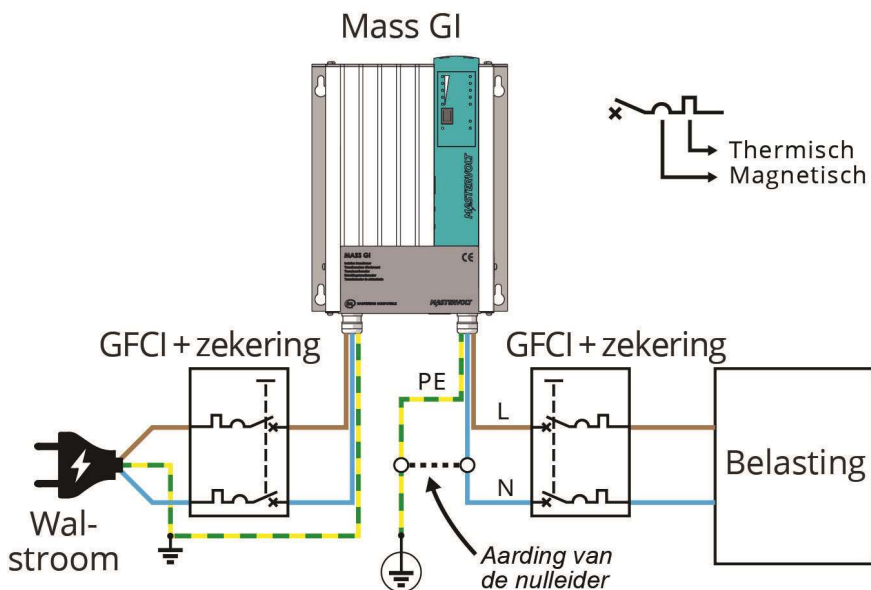 Mass GI
Thermisch
Magnetisch
MASTERVOLT
MASS GI
CE
MASTERVOLT
GFCI + zekering
GFCI + zekering
PE
L
N
Belasting
Wal-
stroom
Aarding van
de nulleider